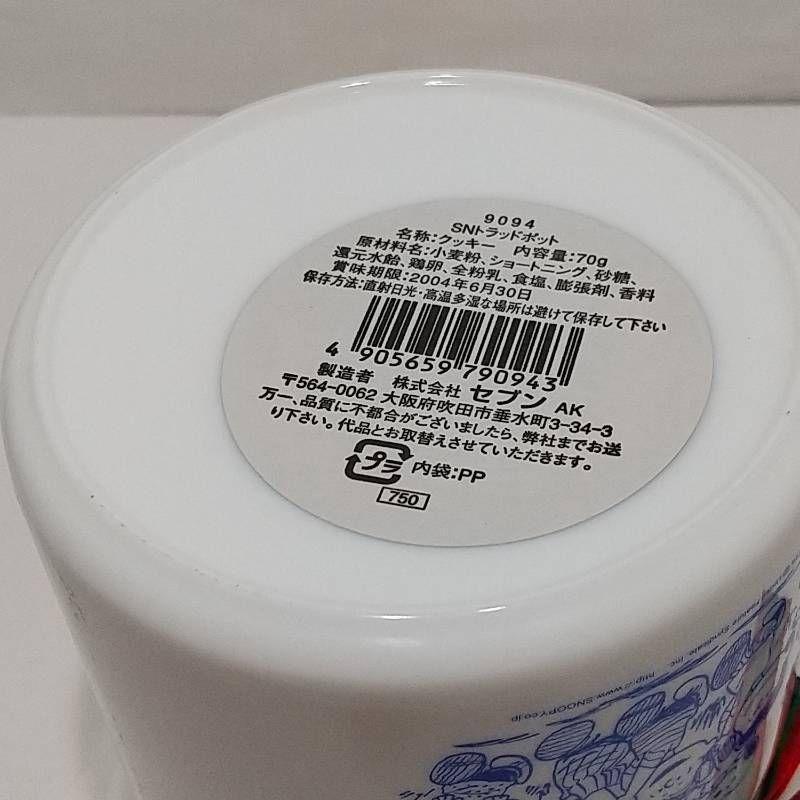 9094
SNトラッドポット
名称:クッキー 内容量:70g
原材料名:小麦粉、ショートニング、砂糖、
還元水飴、鶏卵、全粉乳、食塩、膨張剤、香料
賞味期限:2004年6月30日
保存方法:直射日光・高温多湿な場所は避けて保存して下さい
4 905659 790943
製造者 株式会社 セブン AK
〒564-0062 大阪府吹田市垂水町3-34-3
万一、品質に不都合がございましたら、弊社までお送
り下さい。代品とお取替えさせていただきます。
プラ 内袋:PP
750
Feature Syndicate, Inc. http://www.SNOOPY.co.jp